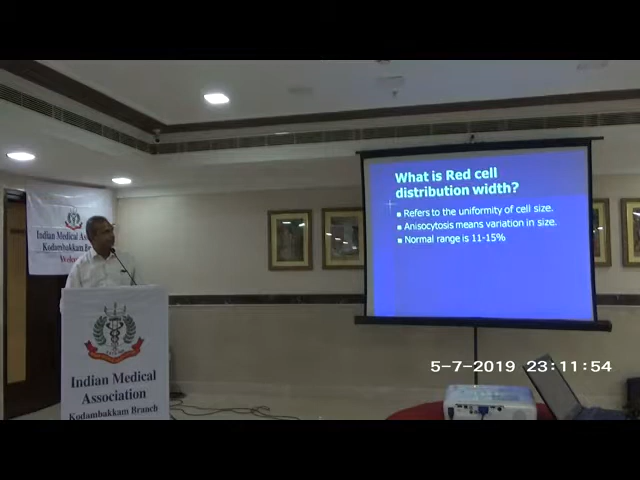 What is Red cell
distribution width?
Refers to the uniformity of cell size.
Anisocytosis means variation in size.
Normal range is 11-15%
Indian Medical
Kodambakkam
Indian Medical
Association
Kodambakkam Branch
5-7-2019 23:11:54